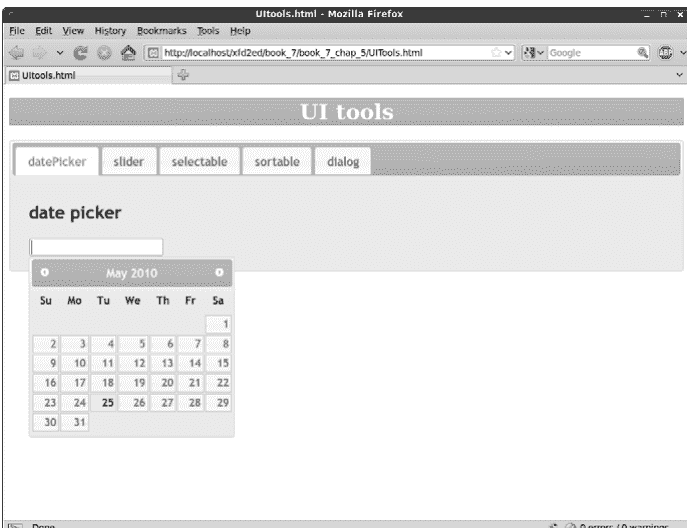 UItools.html - Mozilla Firefox
File Edit View History Bookmarks Tools Help
http://localhost/xfd2ed/book_7/book_7_chap_5/UITools.html
Google
UItools.html
UI tools
datePicker slider selectable sortable dialog
date picker
May 2010
Su Mo Tu We Th Fr Sa
1
2 3 4 5 6 7 8
9 10 11 12 13 14 15
16 17 18 19 20 21 22
23 24 25 26 27 28 29
30 31
Done 0 errors / 0 warnings